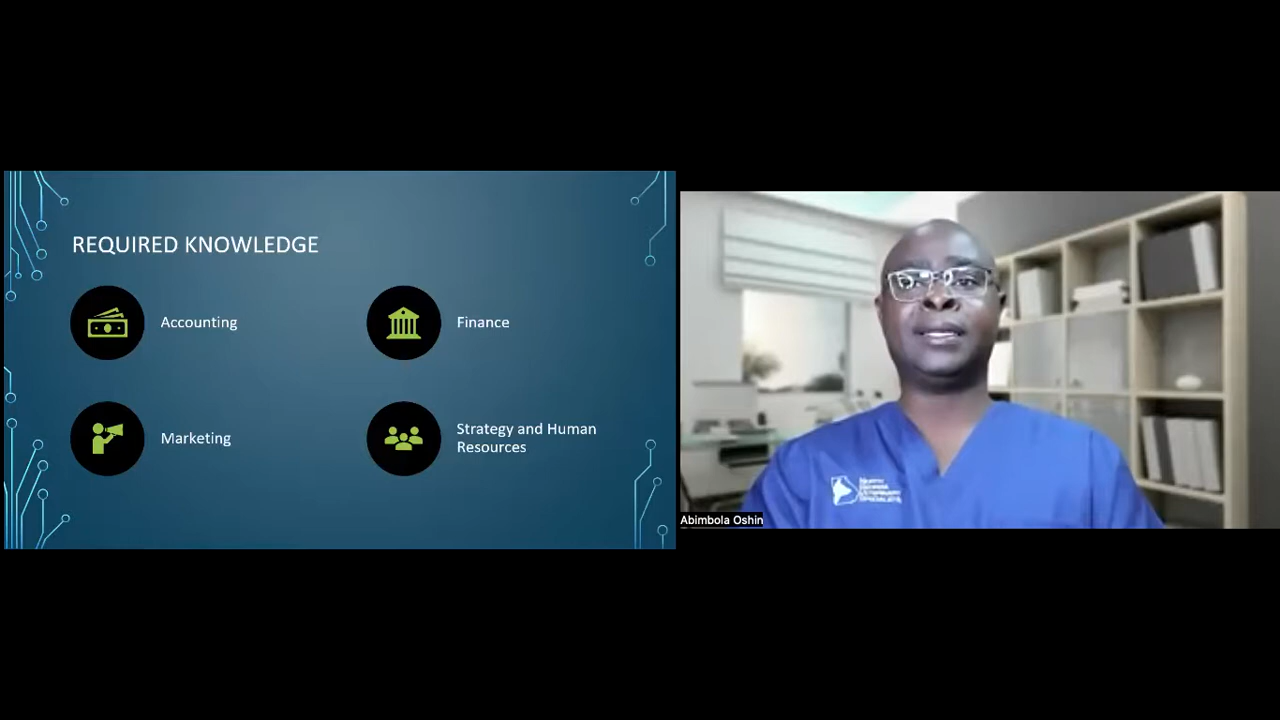 REQUIRED KNOWLEDGE
Accounting
Finance
Marketing
Strategy and Human
Resources
Abimbola Oshin